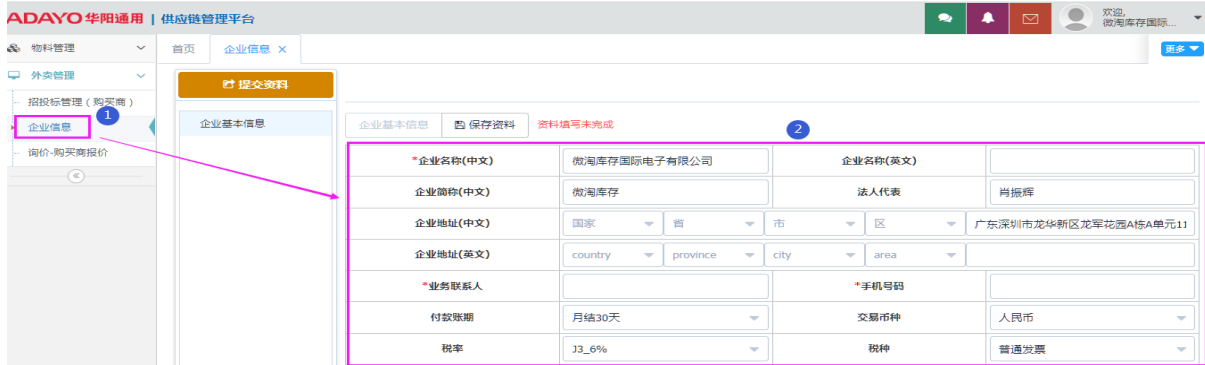 ADAYO 华阳通用 | 供应链管理平台
欢迎,
微淘库存国际...
物料管理
首页 企业信息 ×
更多
外卖管理
提交资料
招投标管理（购买商）
1
企业信息
企业基本信息
企业基本信息 保存资料 资料填写未完成
2
询价-购买商报价
*企业名称(中文) 微淘库存国际电子有限公司 企业名称(英文)
企业简称(中文) 微淘库存 法人代表 肖振辉
企业地址(中文) 国家 省 市 区 广东深圳市龙华新区龙军花园A栋A单元11
企业地址(英文) country province city area
*业务联系人 *手机号码
付款账期 月结30天 交易币种 人民币
税率 J3_6% 税种 普通发票